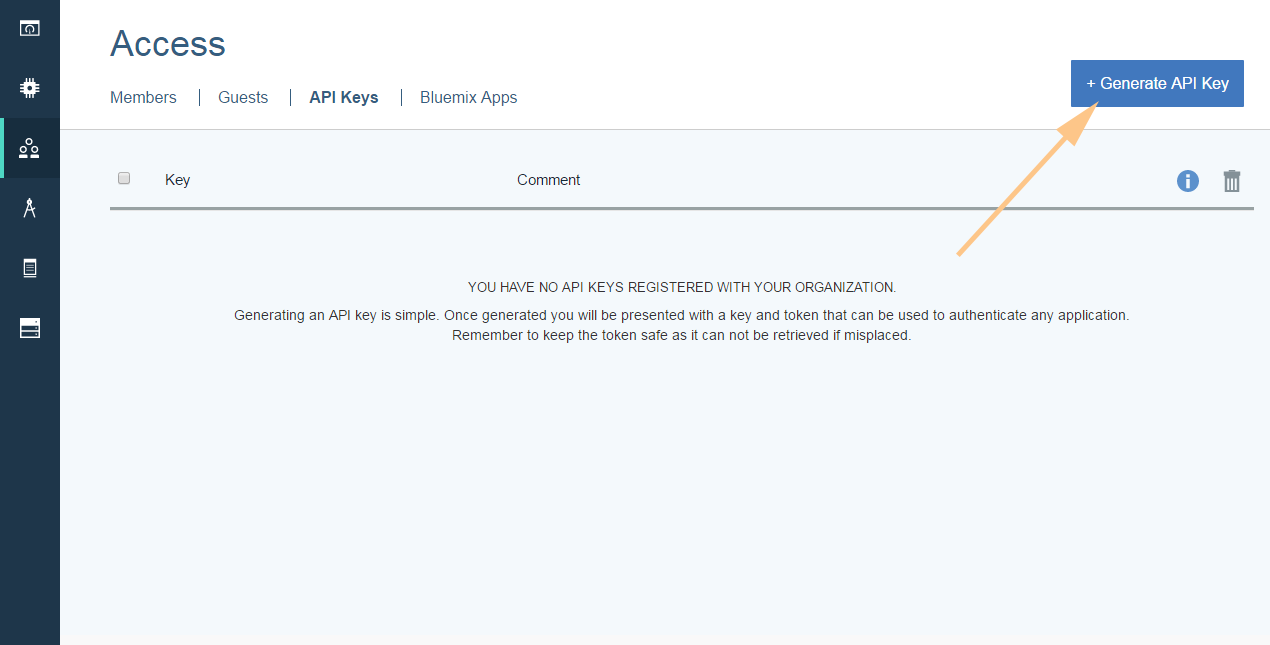 Access
Members
Guests
API Keys
Bluemix Apps
+ Generate API Key
Key
Comment
YOU HAVE NO API KEYS REGISTERED WITH YOUR ORGANIZATION.
Generating an API key is simple. Once generated you will be presented with a key and token that can be used to authenticate any application.
Remember to keep the token safe as it can not be retrieved if misplaced.